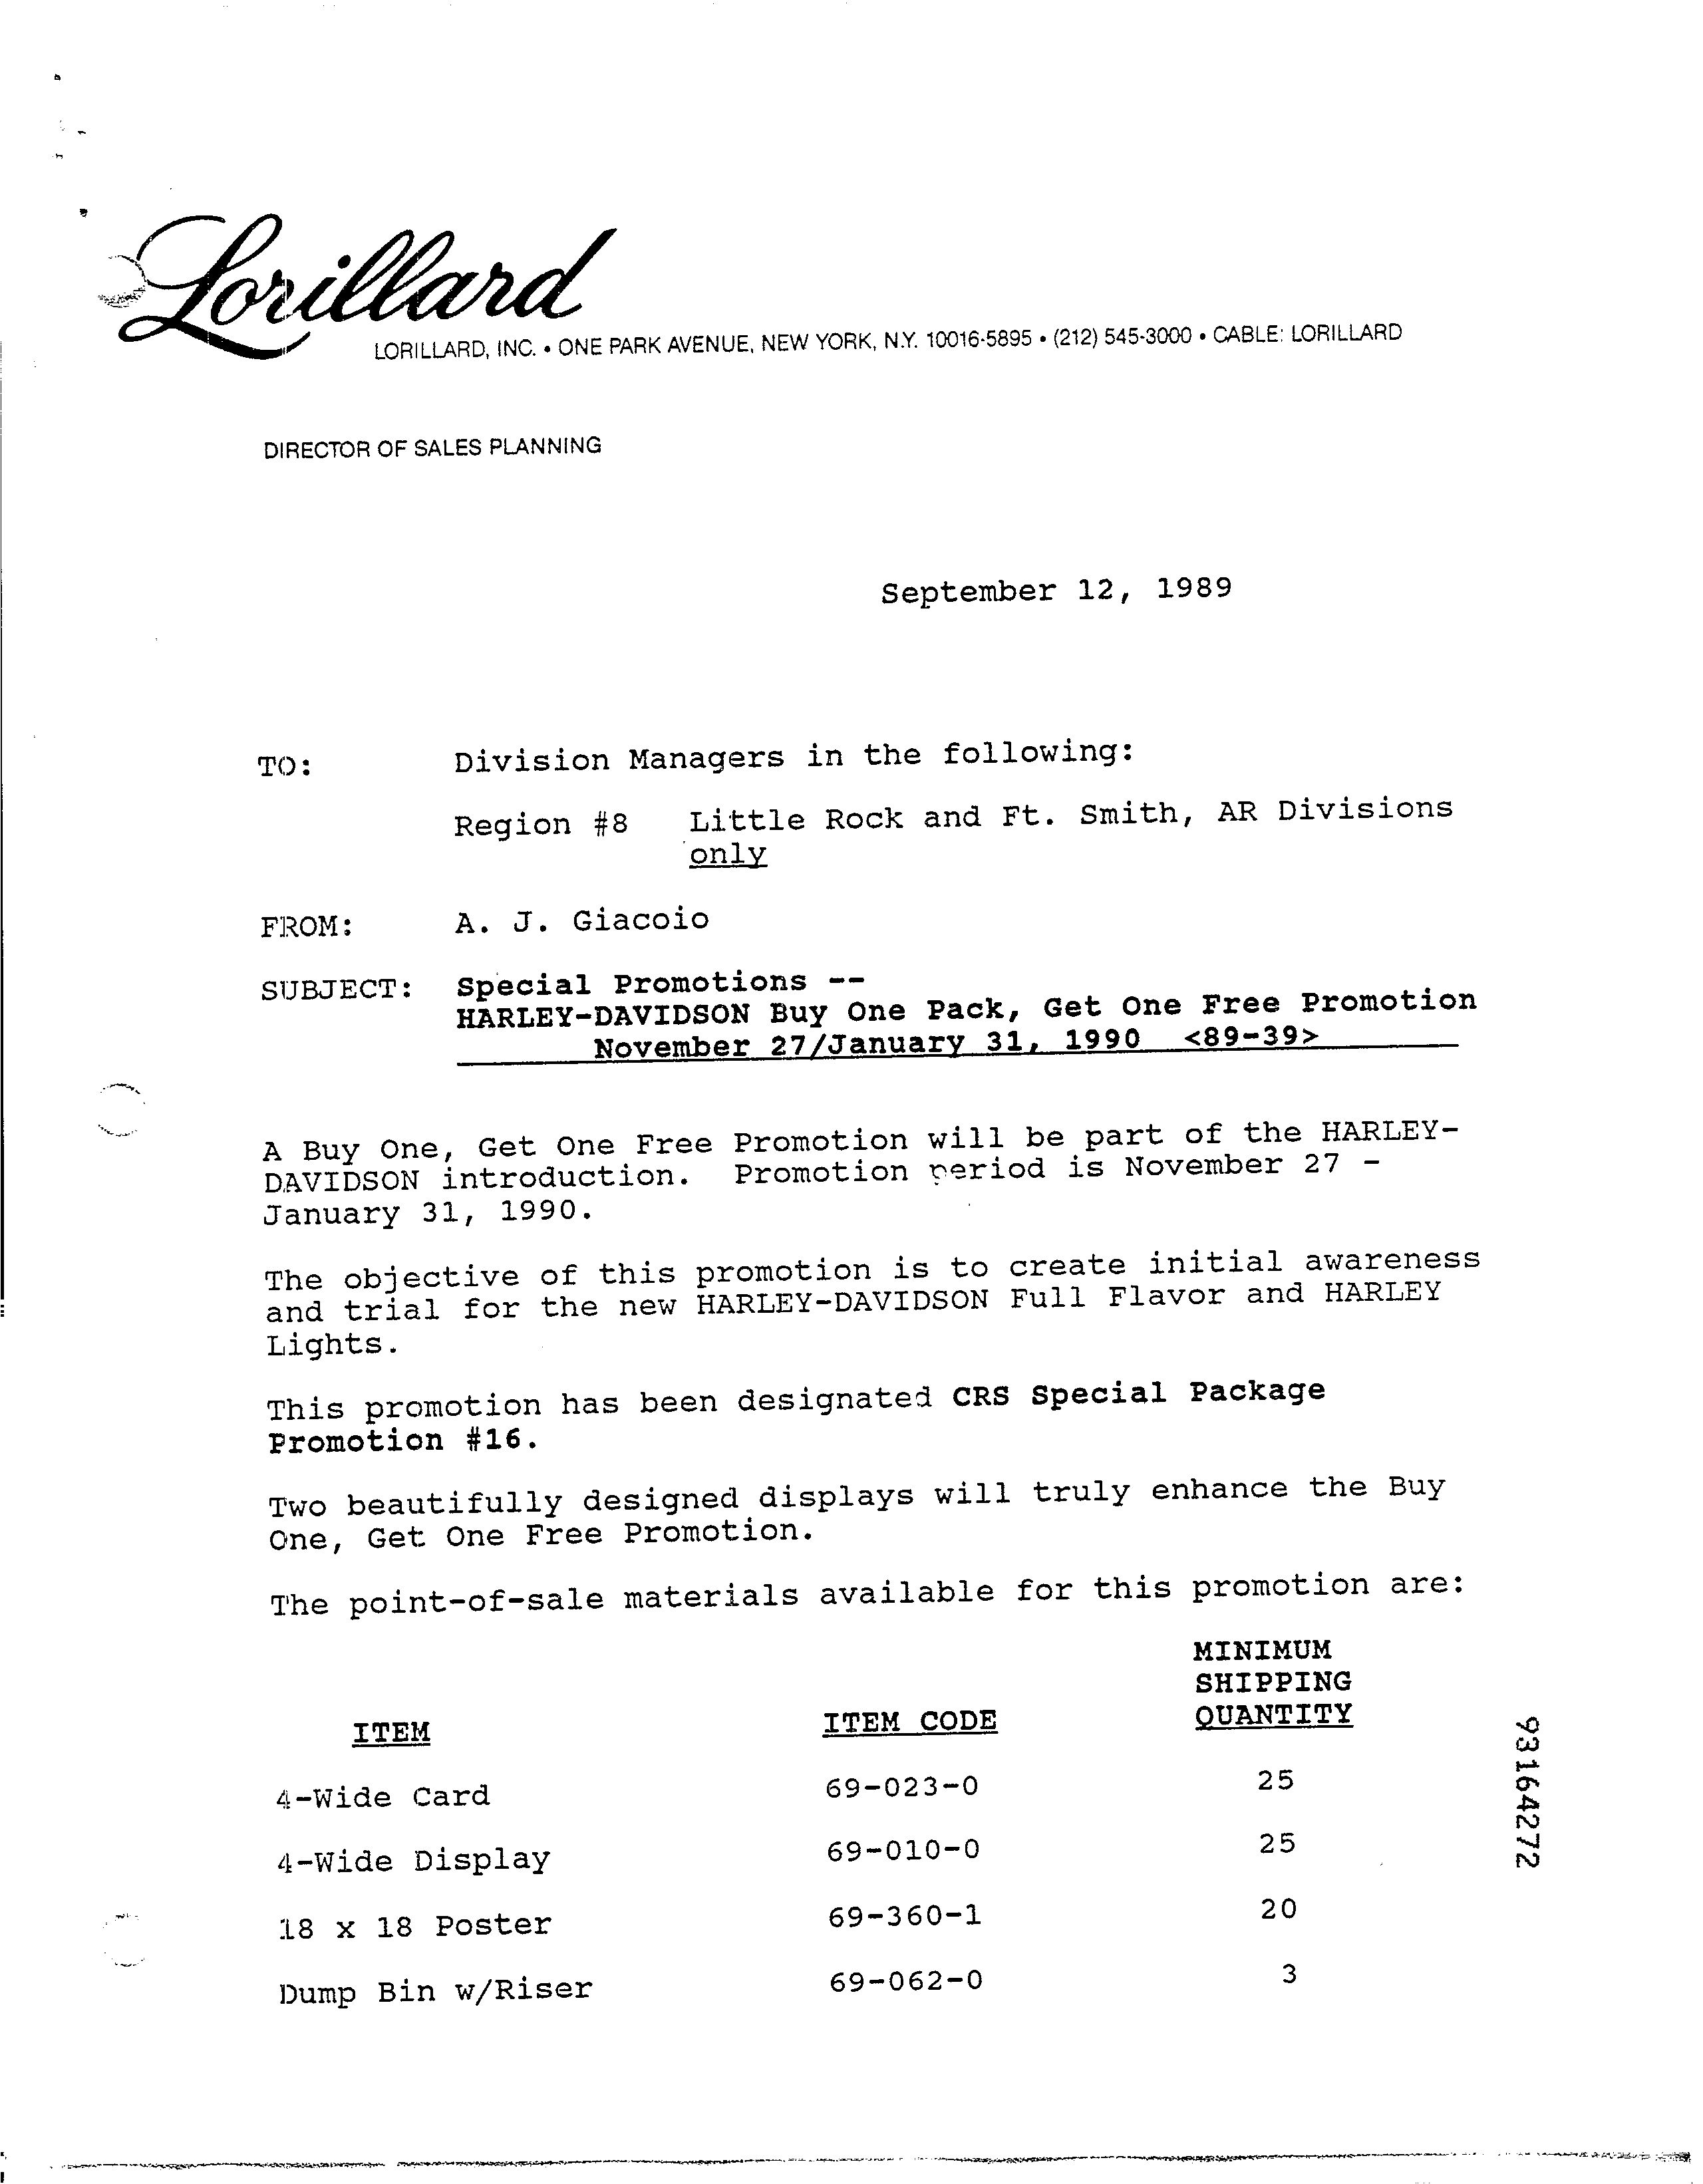 Lorillard
LORILLARD, INC. • ONE PARK AVENUE, NEW YORK, N.Y. 10016-5895 • (212) 545-3000 • CABLE: LORILLARD
DIRECTOR OF SALES PLANNING
September 12, 1989
TO: Division Managers in the following:
Region #8 Little Rock and Ft. Smith, AR Divisions
only
FROM: A. J. Giacoio
SUBJECT: Special Promotions --
HARLEY-DAVIDSON Buy One Pack, Get One Free Promotion
November 27/January 31, 1990 <89-39>
A Buy One, Get One Free Promotion will be part of the HARLEY-
DAVIDSON introduction. Promotion period is November 27 -
January 31, 1990.
The objective of this promotion is to create initial awareness
and trial for the new HARLEY-DAVIDSON Full Flavor and HARLEY
Lights.
This promotion has been designated CRS Special Package
Promotion #16.
Two beautifully designed displays will truly enhance the Buy
One, Get One Free Promotion.
The point-of-sale materials available for this promotion are:
MINIMUM
SHIPPING
ITEM ITEM CODE QUANTITY
4-Wide Card 69-023-0 25
4-Wide Display 69-010-0 25
18 x 18 Poster 69-360-1 20
Dump Bin w/Riser 69-062-0 3
93164272